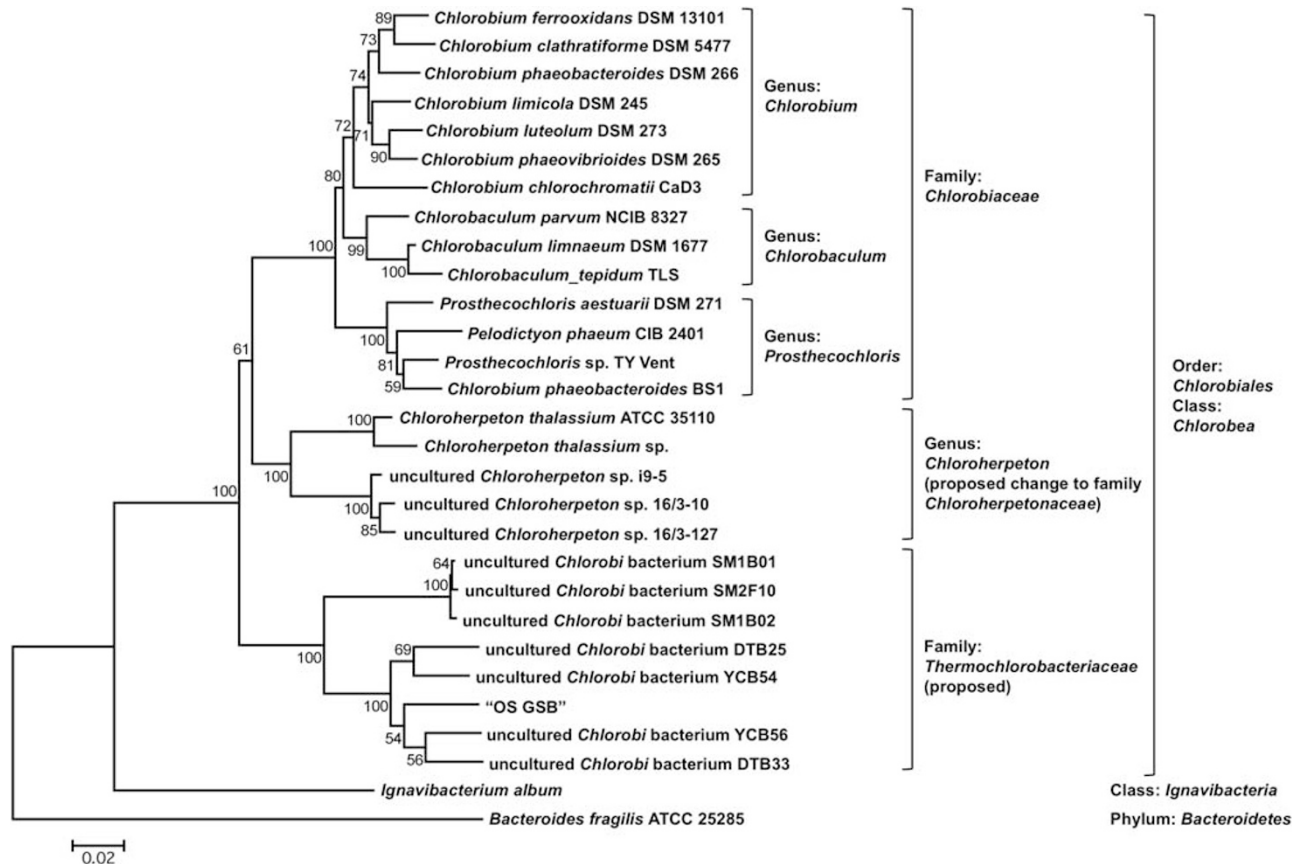 89
Chlorobium ferrooxidans DSM 13101
73
Chlorobium clathratiforme DSM 5477
74
Chlorobium phaeobacteroides DSM 266
Chlorobium limicola DSM 245
72
71
Chlorobium luteolum DSM 273
90
Chlorobium phaeovibrioides DSM 265
80
Chlorobium chlorochromatii CaD3
Genus:
Chlorobium
Chlorobaculum parvum NCIB 8327
99
Chlorobaculum limnaeum DSM 1677
100
Chlorobaculum_tepidum TLS
Genus:
Chlorobaculum
100
Prosthecochloris aestuarii DSM 271
100
Pelodictyon phaeum CIB 2401
81
Prosthecochloris sp. TY Vent
59
Chlorobium phaeobacteroides BS1
Genus:
Prosthecochloris
Family:
Chlorobiaceae
61
100
Chloroherpeton thalassium ATCC 35110
Chloroherpeton thalassium sp.
100
uncultured Chloroherpeton sp. i9-5
100
uncultured Chloroherpeton sp. 16/3-10
85
uncultured Chloroherpeton sp. 16/3-127
Genus:
Chloroherpeton
(proposed change to family
Chloroherpetonaceae)
100
64
uncultured Chlorobi bacterium SM1B01
100
uncultured Chlorobi bacterium SM2F10
uncultured Chlorobi bacterium SM1B02
100
69
uncultured Chlorobi bacterium DTB25
uncultured Chlorobi bacterium YCB54
100
"OS GSB"
54
uncultured Chlorobi bacterium YCB56
56
uncultured Chlorobi bacterium DTB33
Family:
Thermochlorobacteriaceae
(proposed)
Order:
Chlorobiales
Class:
Chlorobea
Ignavibacterium album
Class: Ignavibacteria
Bacteroides fragilis ATCC 25285
Phylum: Bacteroidetes
0.02